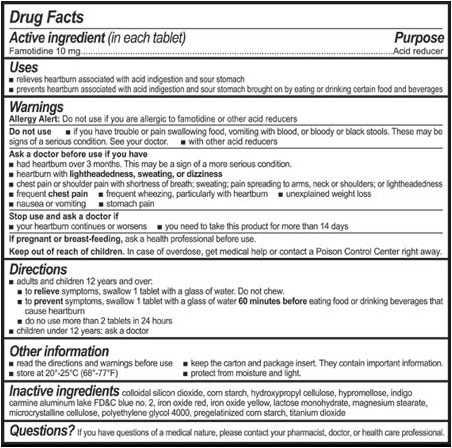 Drug Facts
Active ingredient (in each tablet) Purpose
Famotidine 10 mg..........................................................................................Acid reducer
Uses
■ relieves heartburn associated with acid indigestion and sour stomach
■ prevents heartburn associated with acid indigestion and sour stomach brought on by eating or drinking certain food and beverages
Warnings
Allergy Alert: Do not use if you are allergic to famotidine or other acid reducers
Do not use ■ if you have trouble or pain swallowing food, vomiting with blood, or bloody or black stools. These may be
signs of a serious condition. See your doctor. ■ with other acid reducers
Ask a doctor before use if you have
■ had heartburn over 3 months. This may be a sign of a more serious condition.
■ heartburn with lightheadedness, sweating, or dizziness
■ chest pain or shoulder pain with shortness of breath; sweating; pain spreading to arms, neck or shoulders; or lightheadedness
■ frequent chest pain ■ frequent wheezing, particularly with heartburn ■ unexplained weight loss
■ nausea or vomiting ■ stomach pain
Stop use and ask a doctor if
■ your heartburn continues or worsens ■ you need to take this product for more than 14 days
If pregnant or breast-feeding, ask a health professional before use.
Keep out of reach of children. In case of overdose, get medical help or contact a Poison Control Center right away.
Directions
■ adults and children 12 years and over:
■ to relieve symptoms, swallow 1 tablet with a glass of water. Do not chew.
■ to prevent symptoms, swallow 1 tablet with a glass of water 60 minutes before eating food or drinking beverages that
cause heartburn
■ do not use more than 2 tablets in 24 hours
■ children under 12 years: ask a doctor
Other information
■ read the directions and warnings before use ■ keep the carton and package insert. They contain important information.
■ store at 20°-25°C (68°-77°F) ■ protect from moisture and light.
Inactive ingredients colloidal silicon dioxide, corn starch, hydroxypropyl cellulose, hypromellose, indigo
carmine aluminum lake FD&C blue no. 2, iron oxide red, iron oxide yellow, lactose monohydrate, magnesium stearate,
microcrystalline cellulose, polyethylene glycol 4000, pregelatinized corn starch, titanium dioxide
Questions? If you have questions of a medical nature, please contact your pharmacist, doctor, or health care professional.